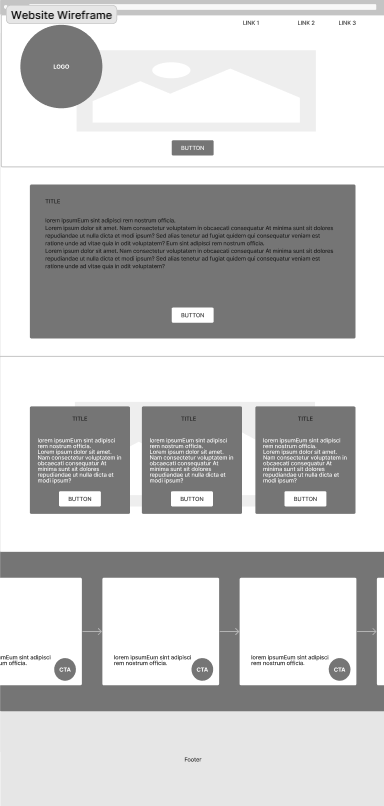 Website Wireframe
LINK 1
LINK 2
LINK 3
LOGO
BUTTON
TITLE
lorem ipsumEum sint adipisci rem nostrum officia.
Lorem ipsum dolor sit amet. Nam consectetur voluptatem in obcaecati consequatur At minima sunt sit dolores
repudiandae ut nulla dicta et modi ipsum? Sed alias tenetur ad fugiat quidem qui consequatur veniam est
ratione unde ad vitae quia in odit voluptatem? Eum sint adipisci rem nostrum officia.
Lorem ipsum dolor sit amet. Nam consectetur voluptatem in obcaecati consequatur At minima sunt sit dolores
repudiandae ut nulla dicta et modi ipsum? Sed alias tenetur ad fugiat quidem qui consequatur veniam est
ratione unde ad vitae quia in odit voluptatem?
BUTTON
TITLE
lorem ipsumEum sint adipisci
rem nostrum officia.
Lorem ipsum dolor sit amet.
Nam consectetur voluptatem in
obcaecati consequatur At
minima sunt sit dolores
repudiandae ut nulla dicta et
modi ipsum?
BUTTON
TITLE
lorem ipsumEum sint adipisci
rem nostrum officia.
Lorem ipsum dolor sit amet.
Nam consectetur voluptatem in
obcaecati consequatur At
minima sunt sit dolores
repudiandae ut nulla dicta et
modi ipsum?
BUTTON
TITLE
lorem ipsumEum sint adipisci
rem nostrum officia.
Lorem ipsum dolor sit amet.
Nam consectetur voluptatem in
obcaecati consequatur At
minima sunt sit dolores
repudiandae ut nulla dicta et
modi ipsum?
BUTTON
mEum sint adipisci
um officia.
CTA
lorem ipsumEum sint adipisci
rem nostrum officia.
CTA
lorem ipsumEum sint adipisci
rem nostrum officia.
CTA
Footer